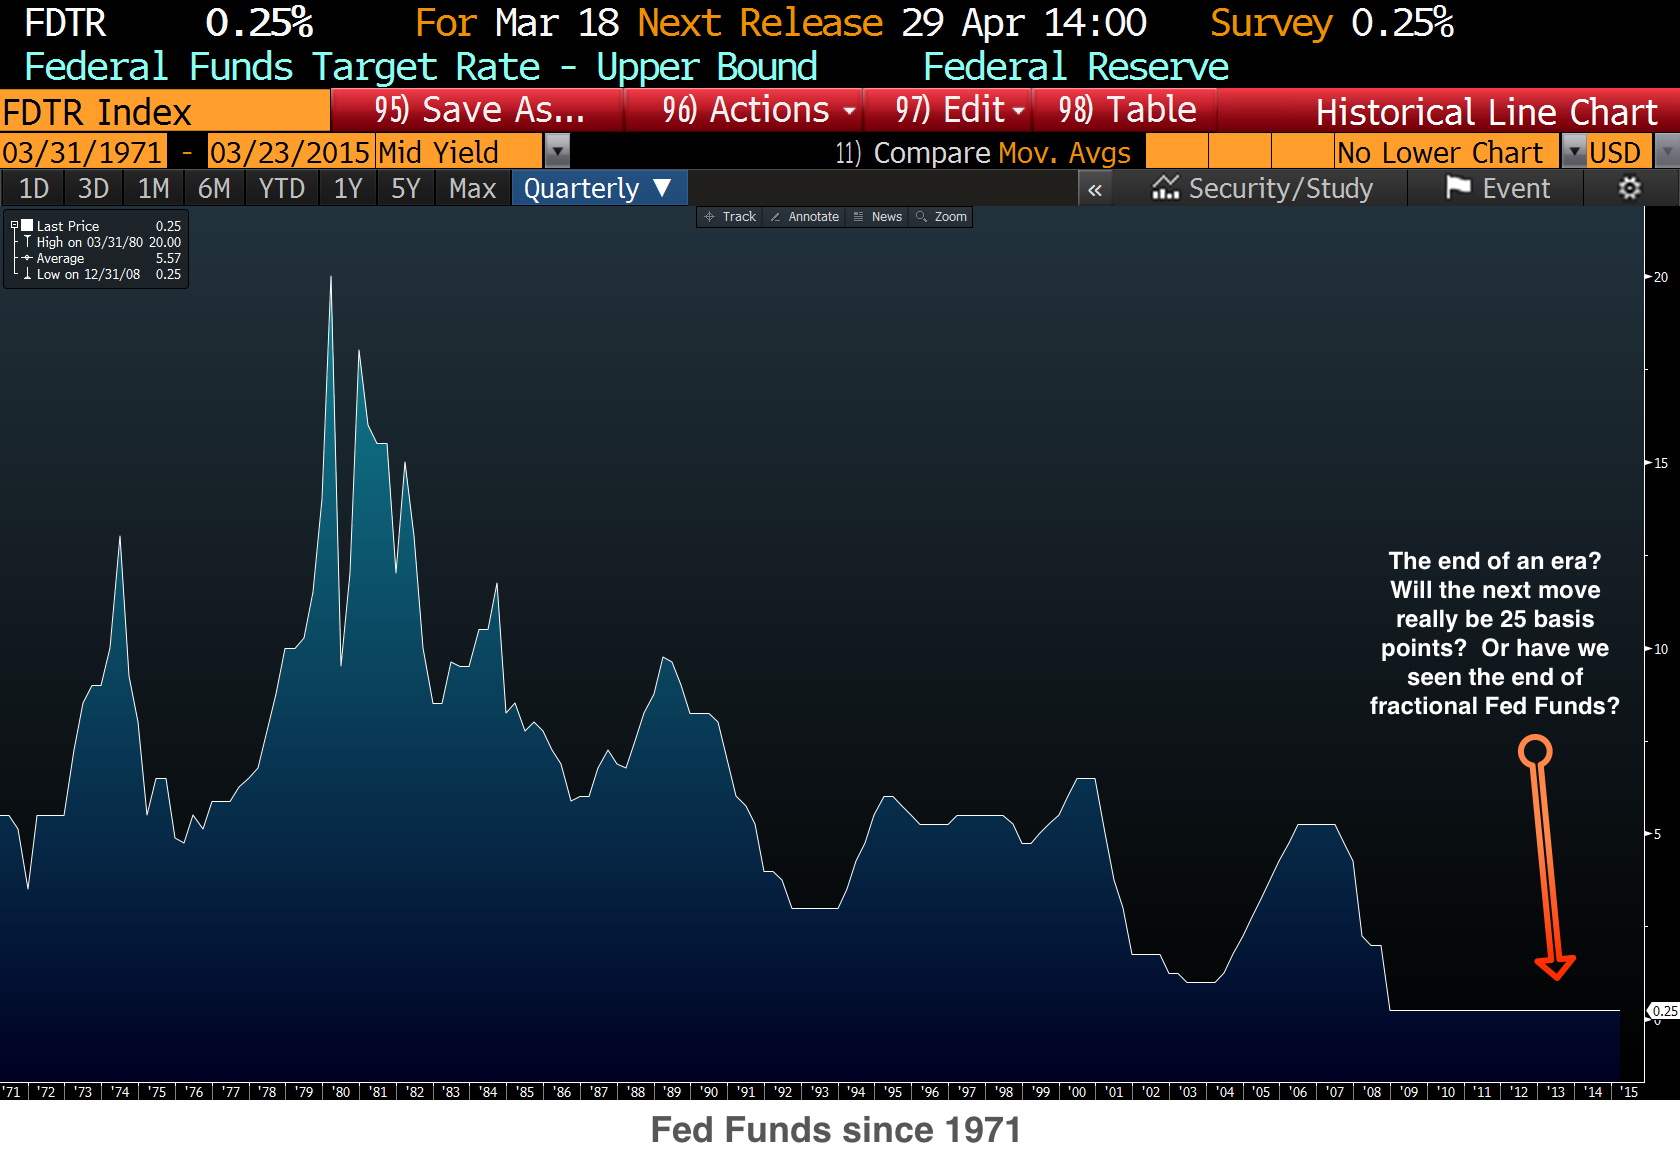 FDTR 0.25% For Mar 18 Next Release 29 Apr 14:00 Survey 0.25%
Federal Funds Target Rate - Upper Bound Federal Reserve
FDTR Index 95) Save As... 96) Actions 97) Edit 98) Table Historical Line Chart
03/31/1971 - 03/23/2015 Mid Yield 11) Compare Mov. Avgs No Lower Chart USD
1D 3D 1M 6M YTD 1Y 5Y Max Quarterly ▼ « Security/Study Event
Track Annotate News Zoom
Last Price 0.25
High on 03/31/80 20.00
Average 5.57
Low on 12/31/08 0.25
20
15
10
5
0.25
0
The end of an era?
Will the next move
really be 25 basis
points? Or have we
seen the end of
fractional Fed Funds?
'71 '72 '73 '74 '75 '76 '77 '78 '79 '80 '81 '82 '83 '84 '85 '86 '87 '88 '89 '90 '91 '92 '93 '94 '95 '96 '97 '98 '99 '00 '01 '02 '03 '04 '05 '06 '07 '08 '09 '10 '11 '12 '13 '14 '15
Fed Funds since 1971